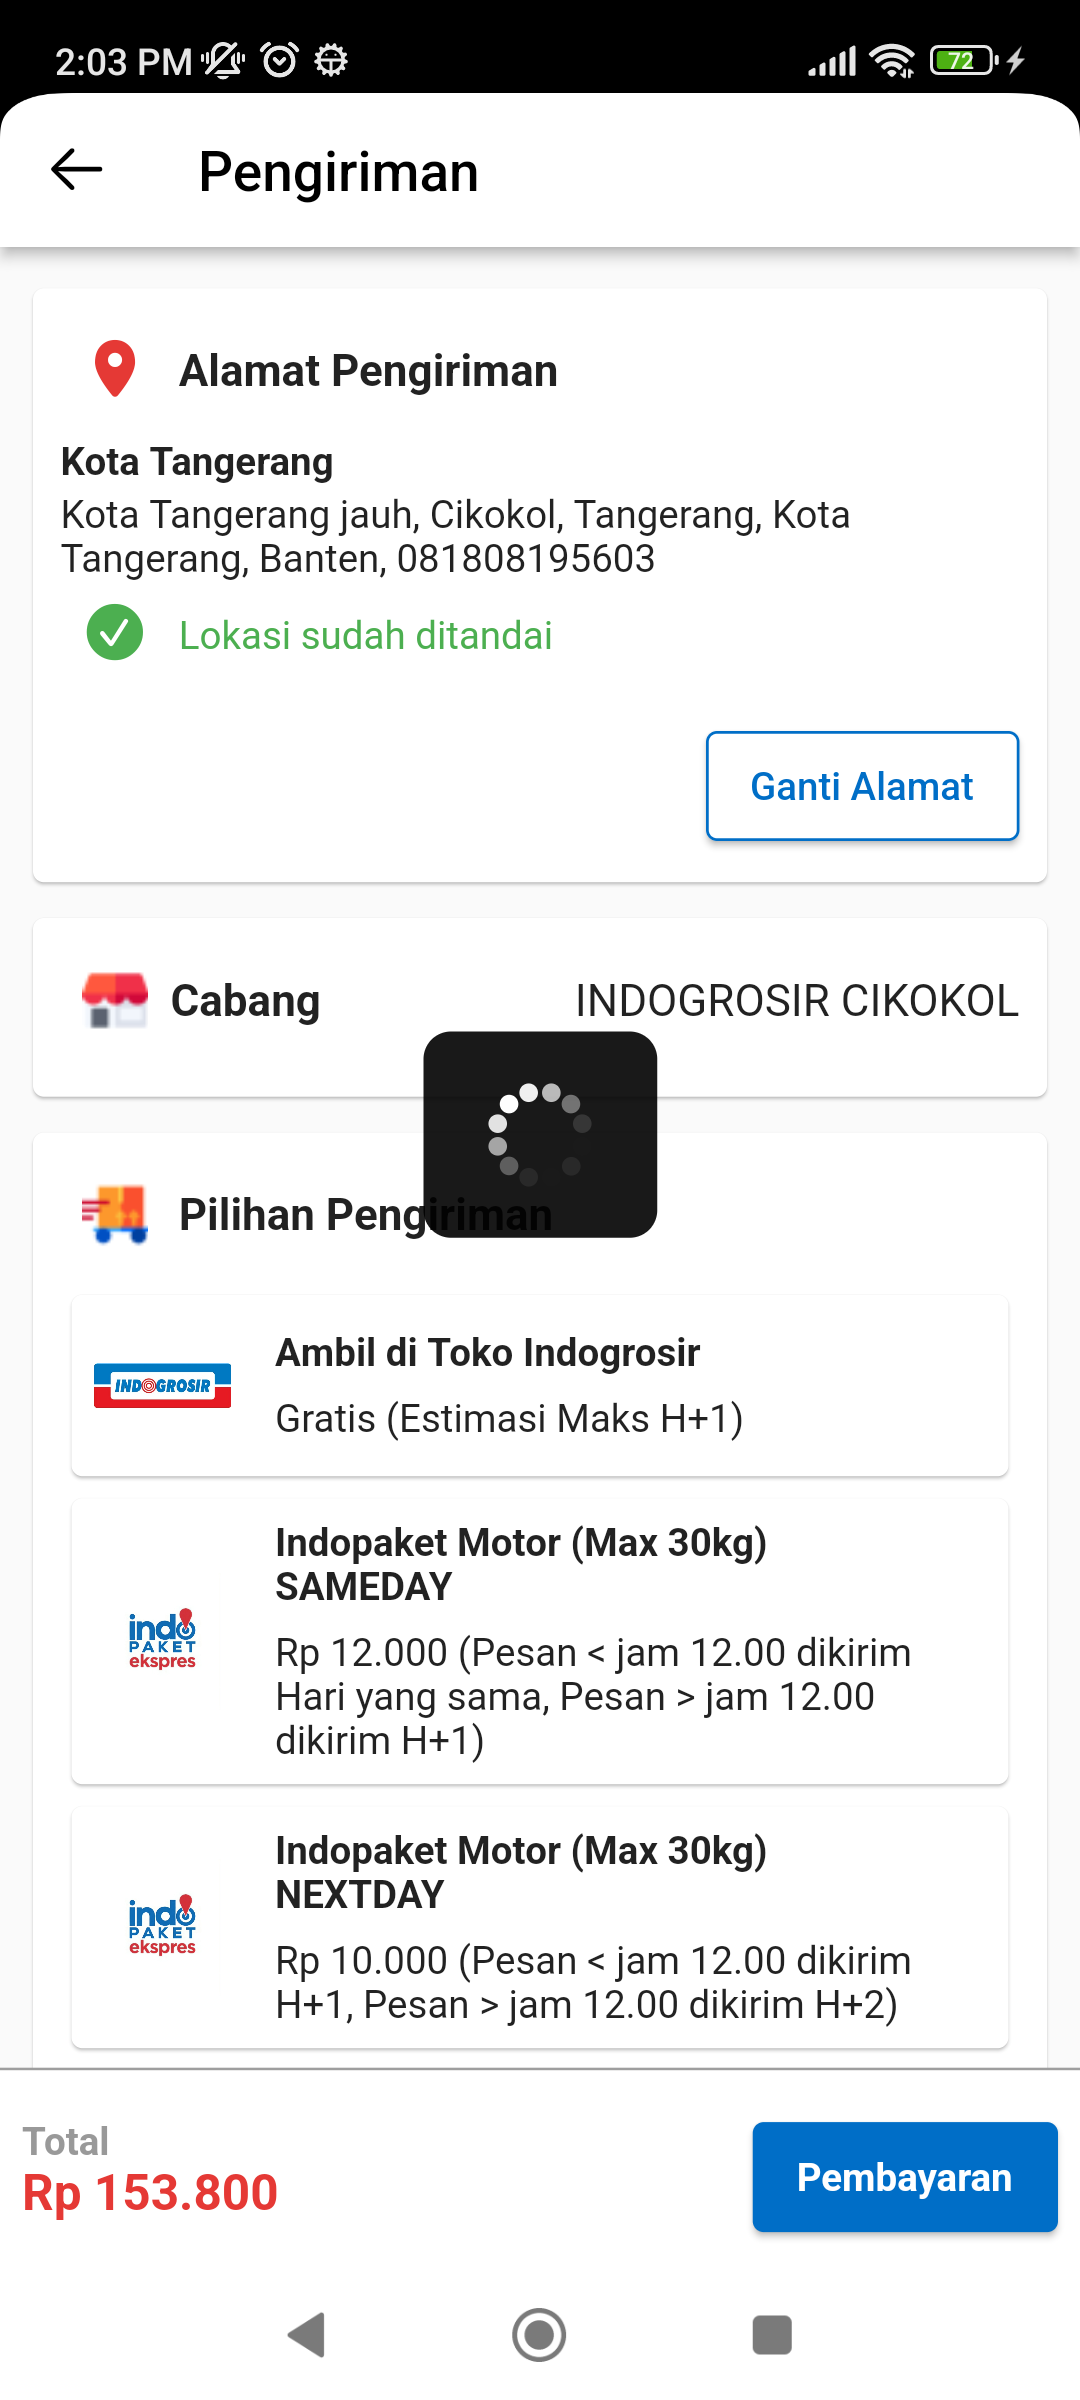 2:03 PM
72
Pengiriman
Alamat Pengiriman
Kota Tangerang
Kota Tangerang jauh, Cikokol, Tangerang, Kota
Tangerang, Banten, 081808195603
Lokasi sudah ditandai
Ganti Alamat
Cabang
INDOGROSIR CIKOKOL
Pilihan Pengiriman
INDOGROSIR
Ambil di Toko Indogrosir
Gratis (Estimasi Maks H+1)
indo
PAKET
ekspres
Indopaket Motor (Max 30kg)
SAMEDAY
Rp 12.000 (Pesan < jam 12.00 dikirim
Hari yang sama, Pesan > jam 12.00
dikirim H+1)
indo
PAKET
ekspres
Indopaket Motor (Max 30kg)
NEXTDAY
Rp 10.000 (Pesan < jam 12.00 dikirim
H+1, Pesan > jam 12.00 dikirim H+2)
Total
Rp 153.800
Pembayaran